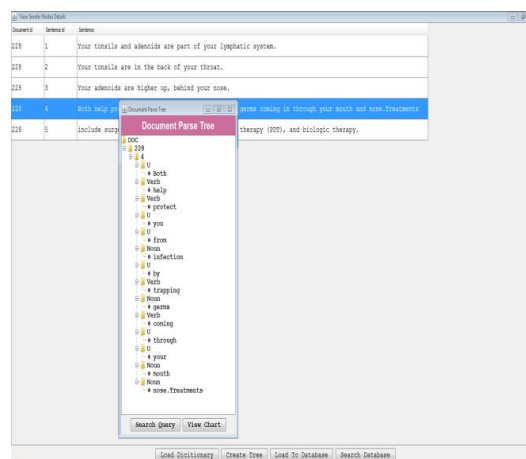 View Sender Nodes Details
Document id Sentence id Sentence
228 1 Your tonsils and adenoids are part of your lymphatic system.
228 2 Your tonsils are in the back of your throat.
228 3 Your adenoids are higher up, behind your nose.
228 4 Both help germs coming in through your mouth and nose.Treatments
228 5 include surg therapy (PDT), and biologic therapy.
Document Parse Tree
Document Parse Tree
DOC
228
4
U
# Both
Verb
# help
Verb
# protect
U
# you
U
# from
Noun
# infection
U
# by
Verb
# trapping
Noun
# germs
Verb
# coming
U
# through
U
# your
Noun
# mouth
Noun
# nose.Treatments
Search Query View Chart
Load Dicitionary Create Tree Load To Database Search Database